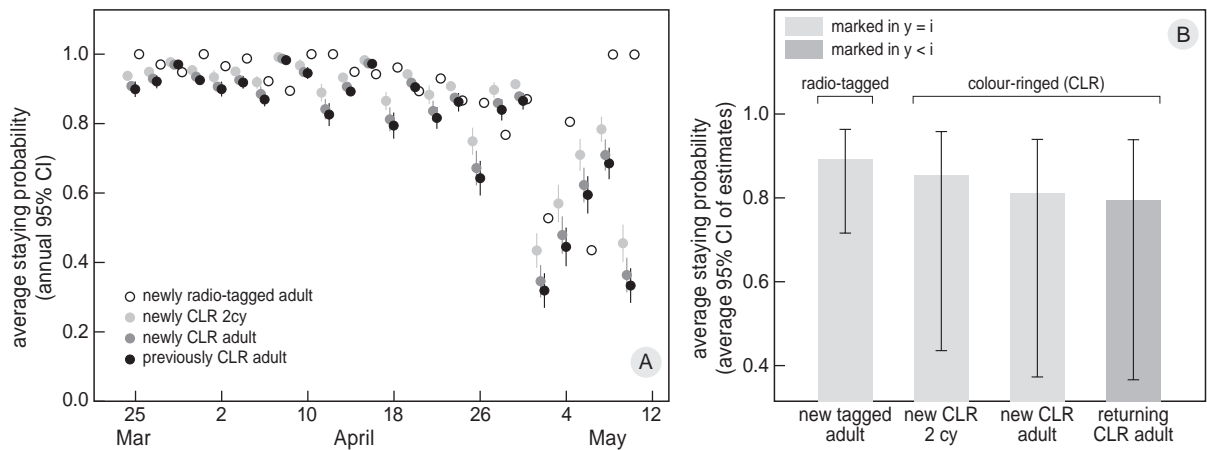 average staying probability
(annual 95% CI)
1.0
0.8
0.6
0.4
0.2
0.0
newly radio-tagged adult
newly CLR 2cy
newly CLR adult
previously CLR adult
A
25 2 10 18 26 4 12
Mar April May
B
marked in y = i
marked in y < i
radio-tagged colour-ringed (CLR)
average staying probability
(average 95% CI of estimates)
1.0
0.8
0.6
0.4
new tagged new CLR new CLR returning
adult 2 cy adult CLR adult